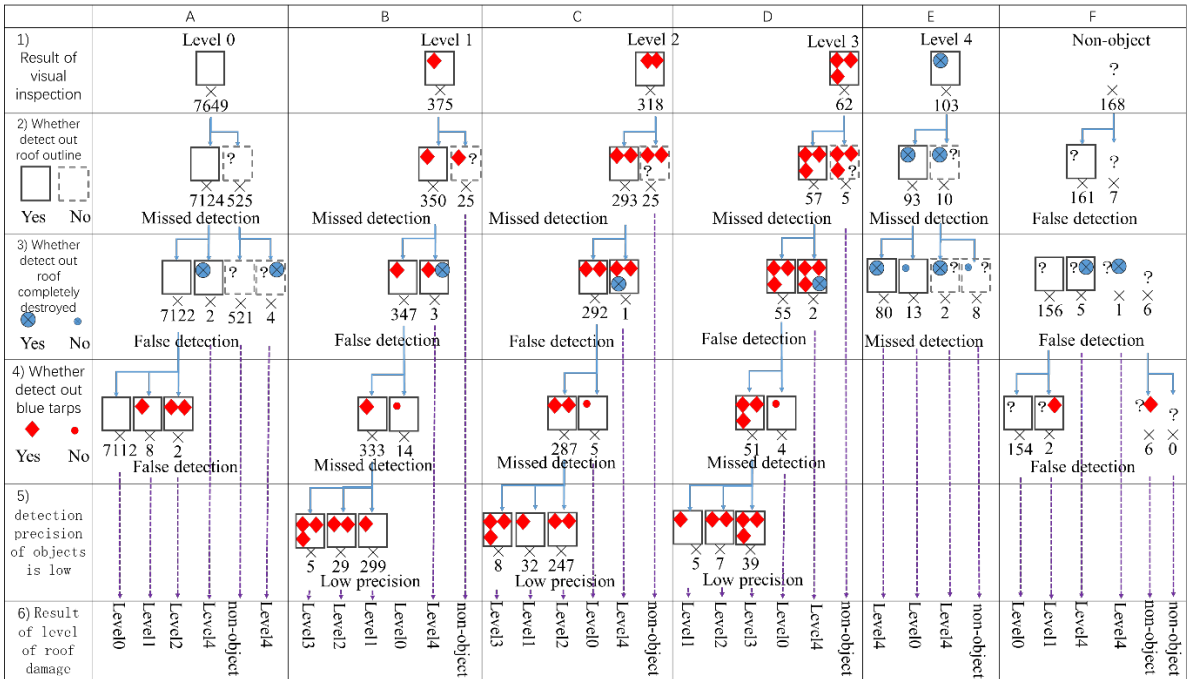 A B C D E F
1) Result of visual inspection
Level 0 Level 1 Level 2 Level 3 Level 4 Non-object
?
× × × × × ×
7649 375 318 62 103 168
2) Whether detect out roof outline
Yes No
? ? ? ? ? ? ?
× × × × × × × × × × × ×
7124 525 350 25 293 25 57 5 93 10 161 7
Missed detection Missed detection Missed detection Missed detection Missed detection False detection
3) Whether detect out roof completely destroyed
Yes No
? ? ? ? ? ? ? ?
× × × × × × × × × × × × × × × ×
7122 2 521 4 347 3 292 1 55 2 80 13 2 8 156 5 1 6
False detection False detection False detection False detection Missed detection
4) Whether detect out blue tarps
Yes No
? ? ? ?
× × × × × × × × × × × × ×
7112 8 2 333 14 287 5 51 4 154 2 6 0
False detection Missed detection Missed detection Missed detection False detection
5) detection precision of objects is low
× × × × × × × × ×
5 29 299 8 32 247 5 7 39
Low precision Low precision Low precision
6) Result of level of roof damage
Level0 Level1 Level2 Level4 non-object Level4
Level3 Level2 Level1 Level0 Level4 non-object
Level3 Level1 Level2 Level0 Level4 non-object
Level1 Level2 Level3 Level0 Level4 non-object
Level4 Level0 Level4 non-object
Level0 Level1 Level4 Level4 non-object non-object